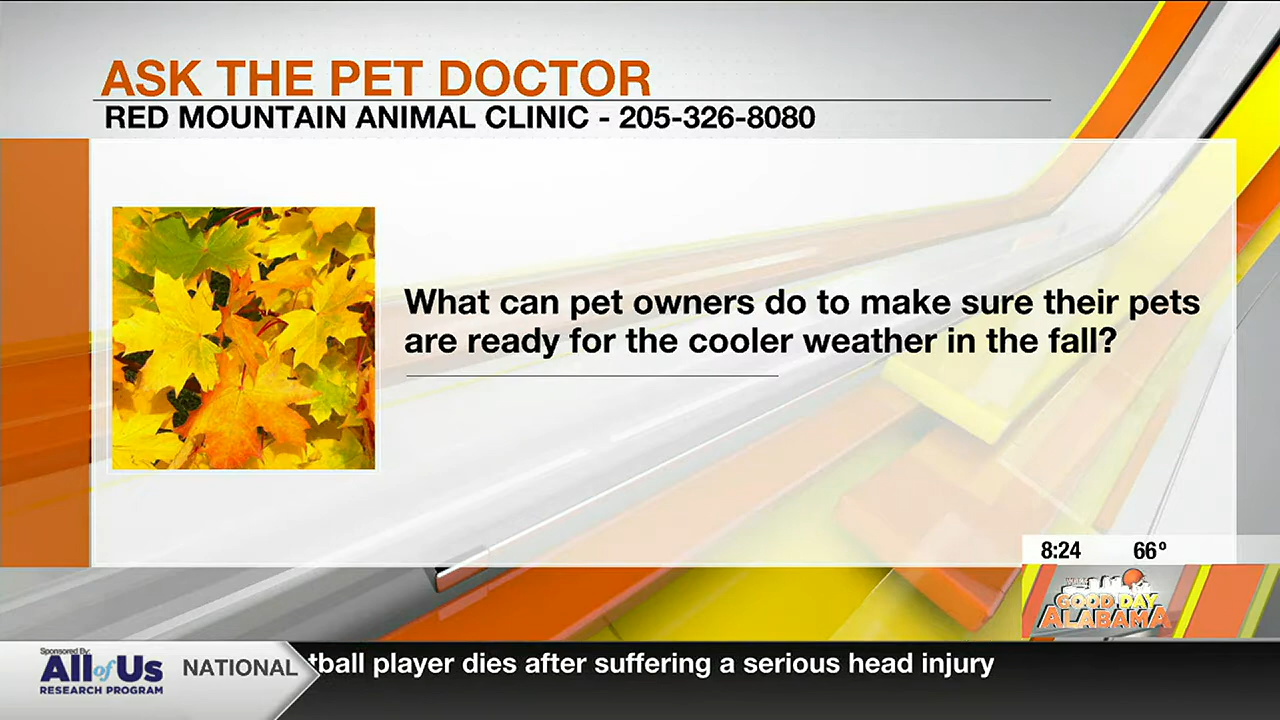 ASK THE PET DOCTOR
RED MOUNTAIN ANIMAL CLINIC - 205-326-8080
What can pet owners do to make sure their pets
are ready for the cooler weather in the fall?
8:24 66º
GOOD DAY
ALABAMA
Sponsored By:
All of Us
RESEARCH PROGRAM
NATIONAL
tball player dies after suffering a serious head injury